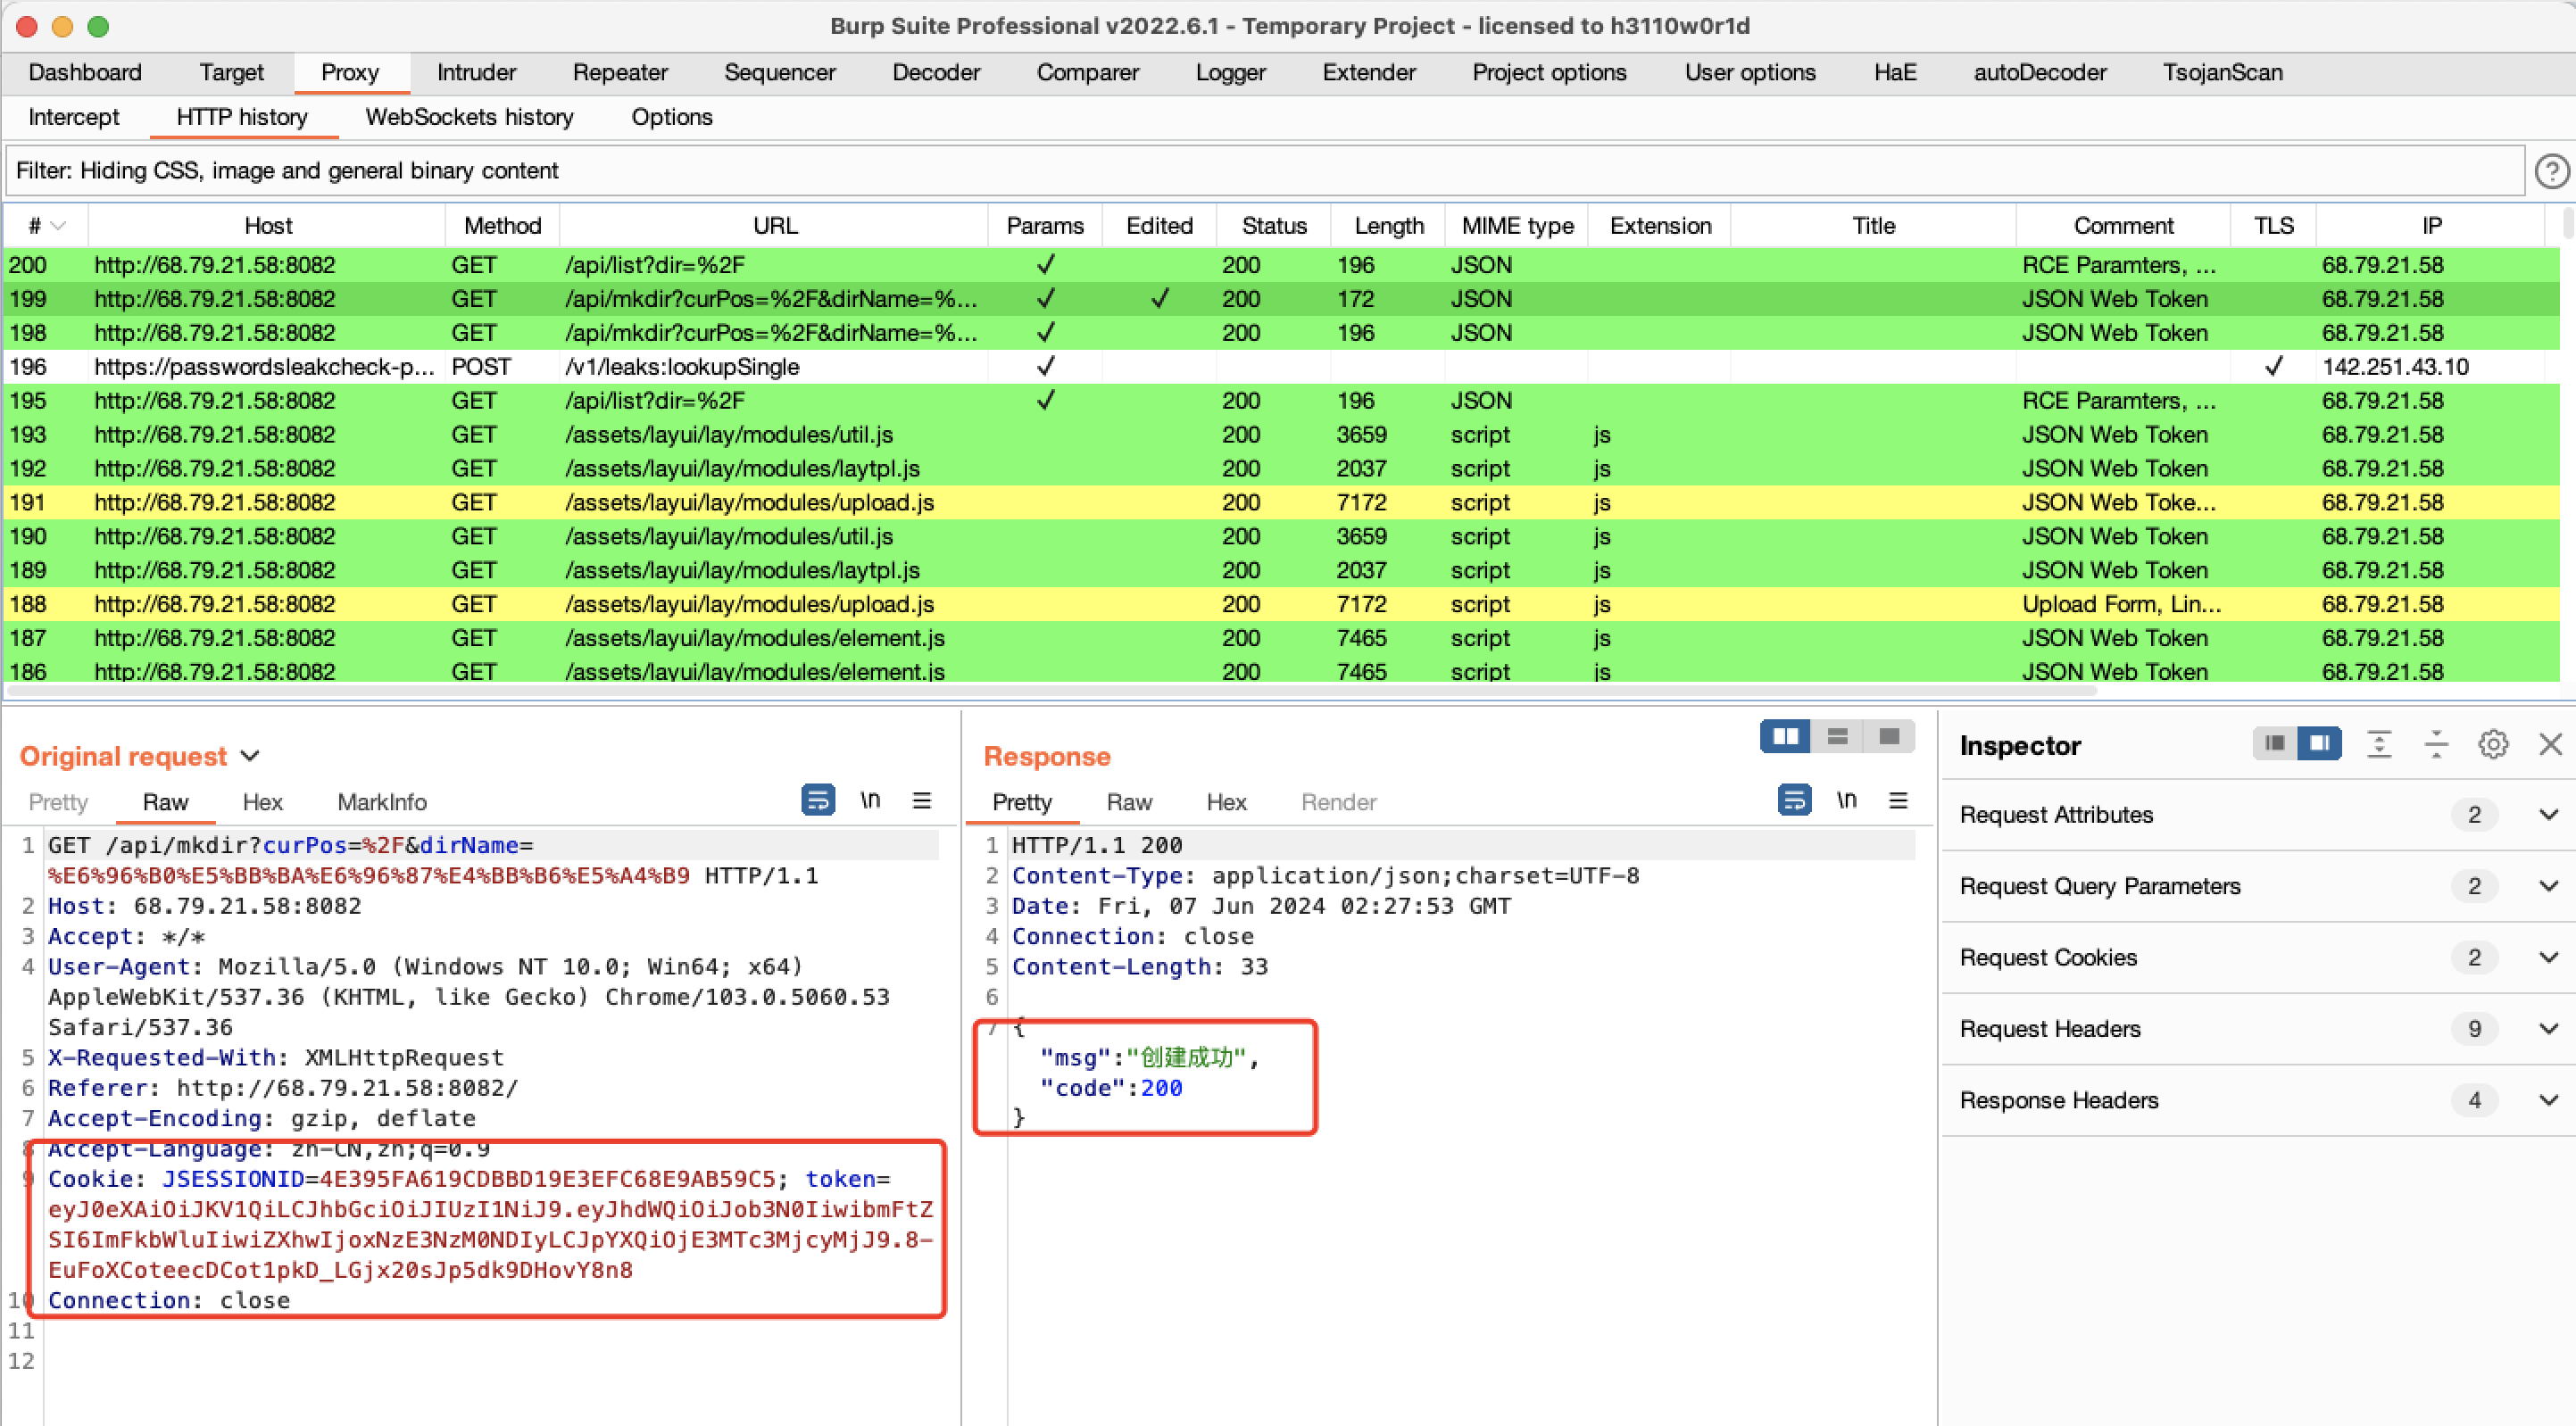 Burp Suite Professional v2022.6.1 - Temporary Project - licensed to h3110w0r1d
Dashboard Target Proxy Intruder Repeater Sequencer Decoder Comparer Logger Extender Project options User options HaE autoDecoder TsojanScan
Intercept HTTP history WebSockets history Options
Filter: Hiding CSS, image and general binary content
# Host Method URL Params Edited Status Length MIME type Extension Title Comment TLS IP
200 http://68.79.21.58:8082 GET /api/list?dir=%2F ✓ 200 196 JSON RCE Paramters, ... 68.79.21.58
199 http://68.79.21.58:8082 GET /api/mkdir?curPos=%2F&dirName=%... ✓ ✓ 200 172 JSON JSON Web Token 68.79.21.58
198 http://68.79.21.58:8082 GET /api/mkdir?curPos=%2F&dirName=%... ✓ 200 196 JSON JSON Web Token 68.79.21.58
196 https://passwordsleakcheck-p... POST /v1/leaks:lookupSingle ✓ ✓ 142.251.43.10
195 http://68.79.21.58:8082 GET /api/list?dir=%2F ✓ 200 196 JSON RCE Paramters, ... 68.79.21.58
193 http://68.79.21.58:8082 GET /assets/layui/lay/modules/util.js 200 3659 script js JSON Web Token 68.79.21.58
192 http://68.79.21.58:8082 GET /assets/layui/lay/modules/laytpl.js 200 2037 script js JSON Web Token 68.79.21.58
191 http://68.79.21.58:8082 GET /assets/layui/lay/modules/upload.js 200 7172 script js JSON Web Toke... 68.79.21.58
190 http://68.79.21.58:8082 GET /assets/layui/lay/modules/util.js 200 3659 script js JSON Web Token 68.79.21.58
189 http://68.79.21.58:8082 GET /assets/layui/lay/modules/laytpl.js 200 2037 script js JSON Web Token 68.79.21.58
188 http://68.79.21.58:8082 GET /assets/layui/lay/modules/upload.js 200 7172 script js Upload Form, Lin... 68.79.21.58
187 http://68.79.21.58:8082 GET /assets/layui/lay/modules/element.js 200 7465 script js JSON Web Token 68.79.21.58
186 http://68.79.21.58:8082 GET /assets/layui/lay/modules/element.js 200 7465 script js JSON Web Token 68.79.21.58
Original request
Pretty Raw Hex MarkInfo \n
1 GET /api/mkdir?curPos=%2F&dirName=
%E6%96%B0%E5%BB%BA%E6%96%87%E4%BB%B6%E5%A4%B9 HTTP/1.1
2 Host: 68.79.21.58:8082
3 Accept: */*
4 User-Agent: Mozilla/5.0 (Windows NT 10.0; Win64; x64)
AppleWebKit/537.36 (KHTML, like Gecko) Chrome/103.0.5060.53
Safari/537.36
5 X-Requested-With: XMLHttpRequest
6 Referer: http://68.79.21.58:8082/
7 Accept-Encoding: gzip, deflate
8 Accept-Language: zh-CN,zh;q=0.9
9 Cookie: JSESSIONID=4E395FA619CDBBD19E3EFC68E9AB59C5; token=
eyJ0eXAiOiJKV1QiLCJhbGciOiJIUzI1NiJ9.eyJhdWQiOiJob3N0IiwibmFtZ
SI6ImFkbWluIiwiZXhwIjoxNzE3NzM0NDIyLCJpYXQiOjE3MTc3MjcyMjJ9.8-
EuFoXCoteecDCot1pkD_LGjx20sJp5dk9DHovY8n8
10 Connection: close
11
12
Response
Pretty Raw Hex Render \n
1 HTTP/1.1 200
2 Content-Type: application/json;charset=UTF-8
3 Date: Fri, 07 Jun 2024 02:27:53 GMT
4 Connection: close
5 Content-Length: 33
6
7 {
"msg":"创建成功",
"code":200
}
Inspector
Request Attributes 2
Request Query Parameters 2
Request Cookies 2
Request Headers 9
Response Headers 4